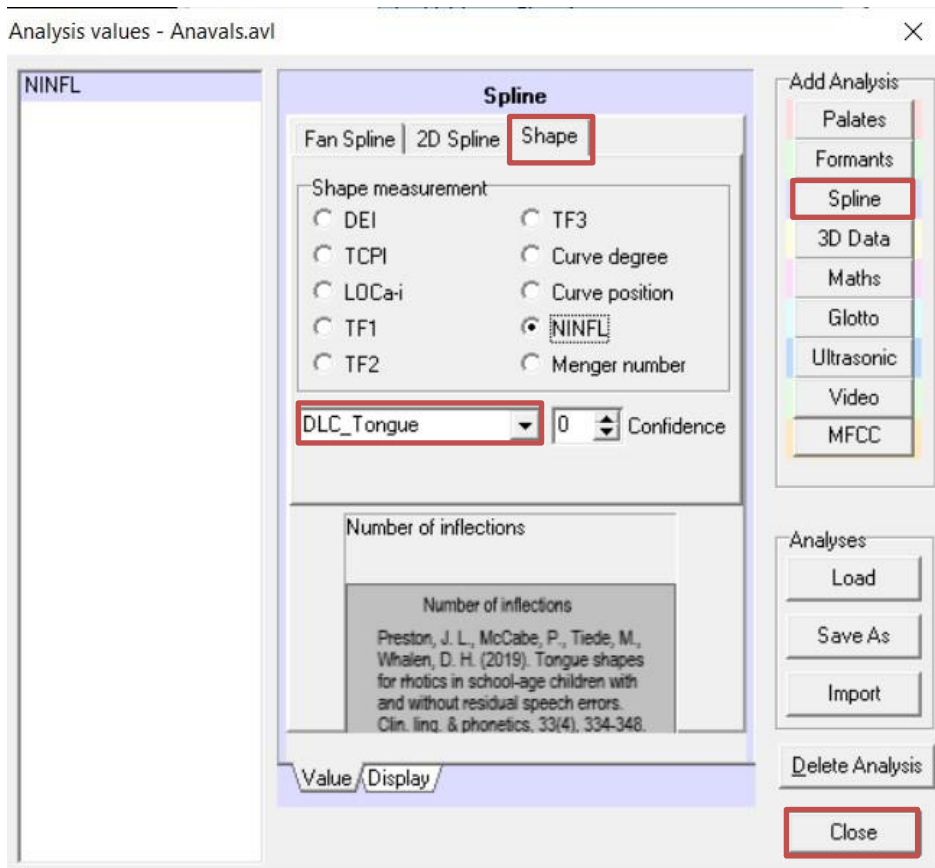 Analysis values - Anavals.avl
NINFL
Spline
Fan Spline 2D Spline Shape
Shape measurement
DEI TF3
TCPI Curve degree
LOCa-i Curve position
TF1 NINFL
TF2 Menger number
DLC_Tongue 0 Confidence
Number of inflections
Number of inflections
Preston, J. L., McCabe, P., Tiede, M.,
Whalen, D. H. (2019). Tongue shapes
for rhotics in school-age children with
and without residual speech errors.
Clin. ling. & phonetics, 33(4), 334-348.
Value Display
Add Analysis
Palates
Formants
Spline
3D Data
Maths
Glotto
Ultrasonic
Video
MFCC
Analyses
Load
Save As
Import
Delete Analysis
Close